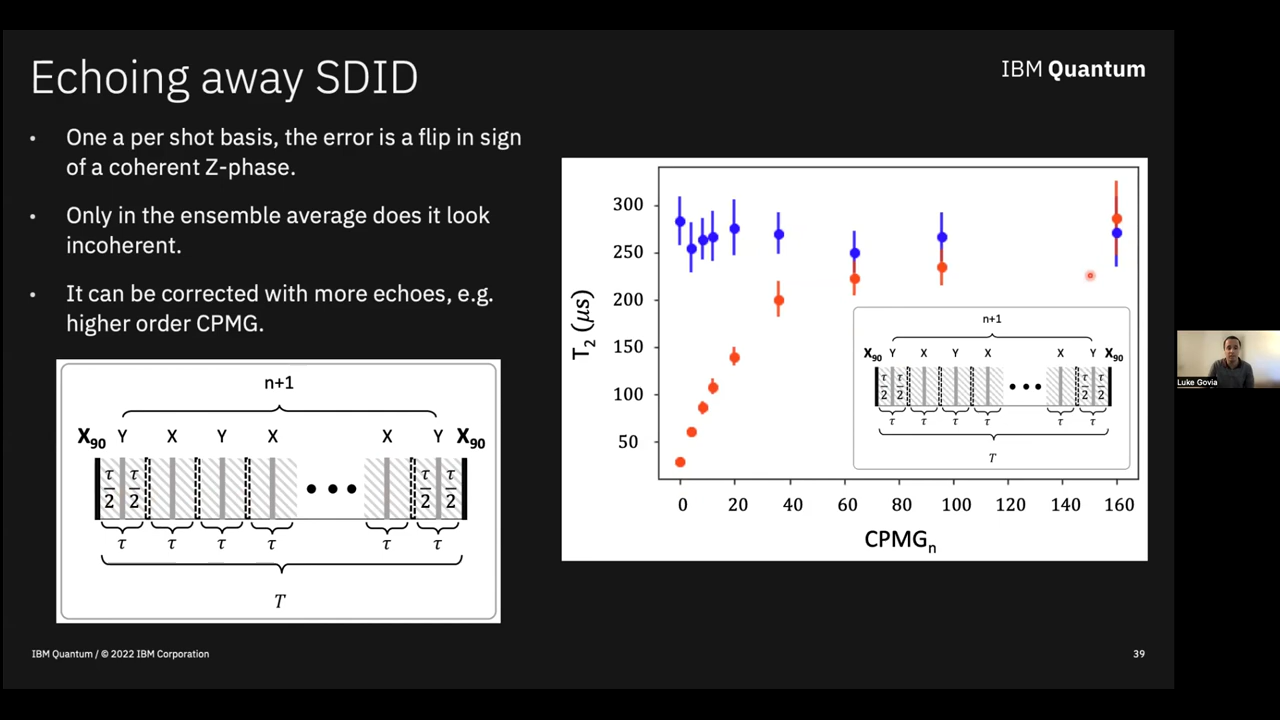 Echoing away SDID
IBM Quantum
• One a per shot basis, the error is a flip in sign
of a coherent Z-phase.
• Only in the ensemble average does it look
incoherent.
• It can be corrected with more echoes, e.g.
higher order CPMG.
n+1
X90 Y X Y X X Y X90
τ/2 τ/2 • • • τ/2 τ/2
τ τ τ τ τ τ
T
T2 (μs)
300
250
200
150
100
50
0 20 40 60 80 100 120 140 160
CPMGn
n+1
X90 Y X Y X X Y X90
τ/2 τ/2 • • • τ/2 τ/2
τ τ τ τ τ τ
T
Luke Govia
IBM Quantum / © 2022 IBM Corporation
39